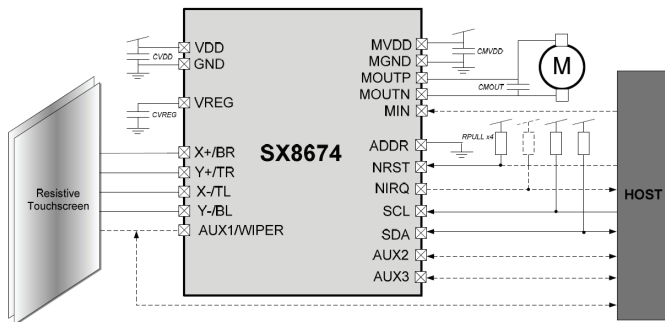 VDD
GND
VREG
X+/BR
Y+/TR
X-/TL
Y-/BL
AUX1/WIPER
SX8674
MVDD
MGND
MOUTP
MOUTN
MIN
ADDR
NRST
NIRQ
SCL
SDA
AUX2
AUX3
CVDD
CVREG
CMVDD
CMOUT
M
RPULL x4
HOST
Resistive
Touchscreen